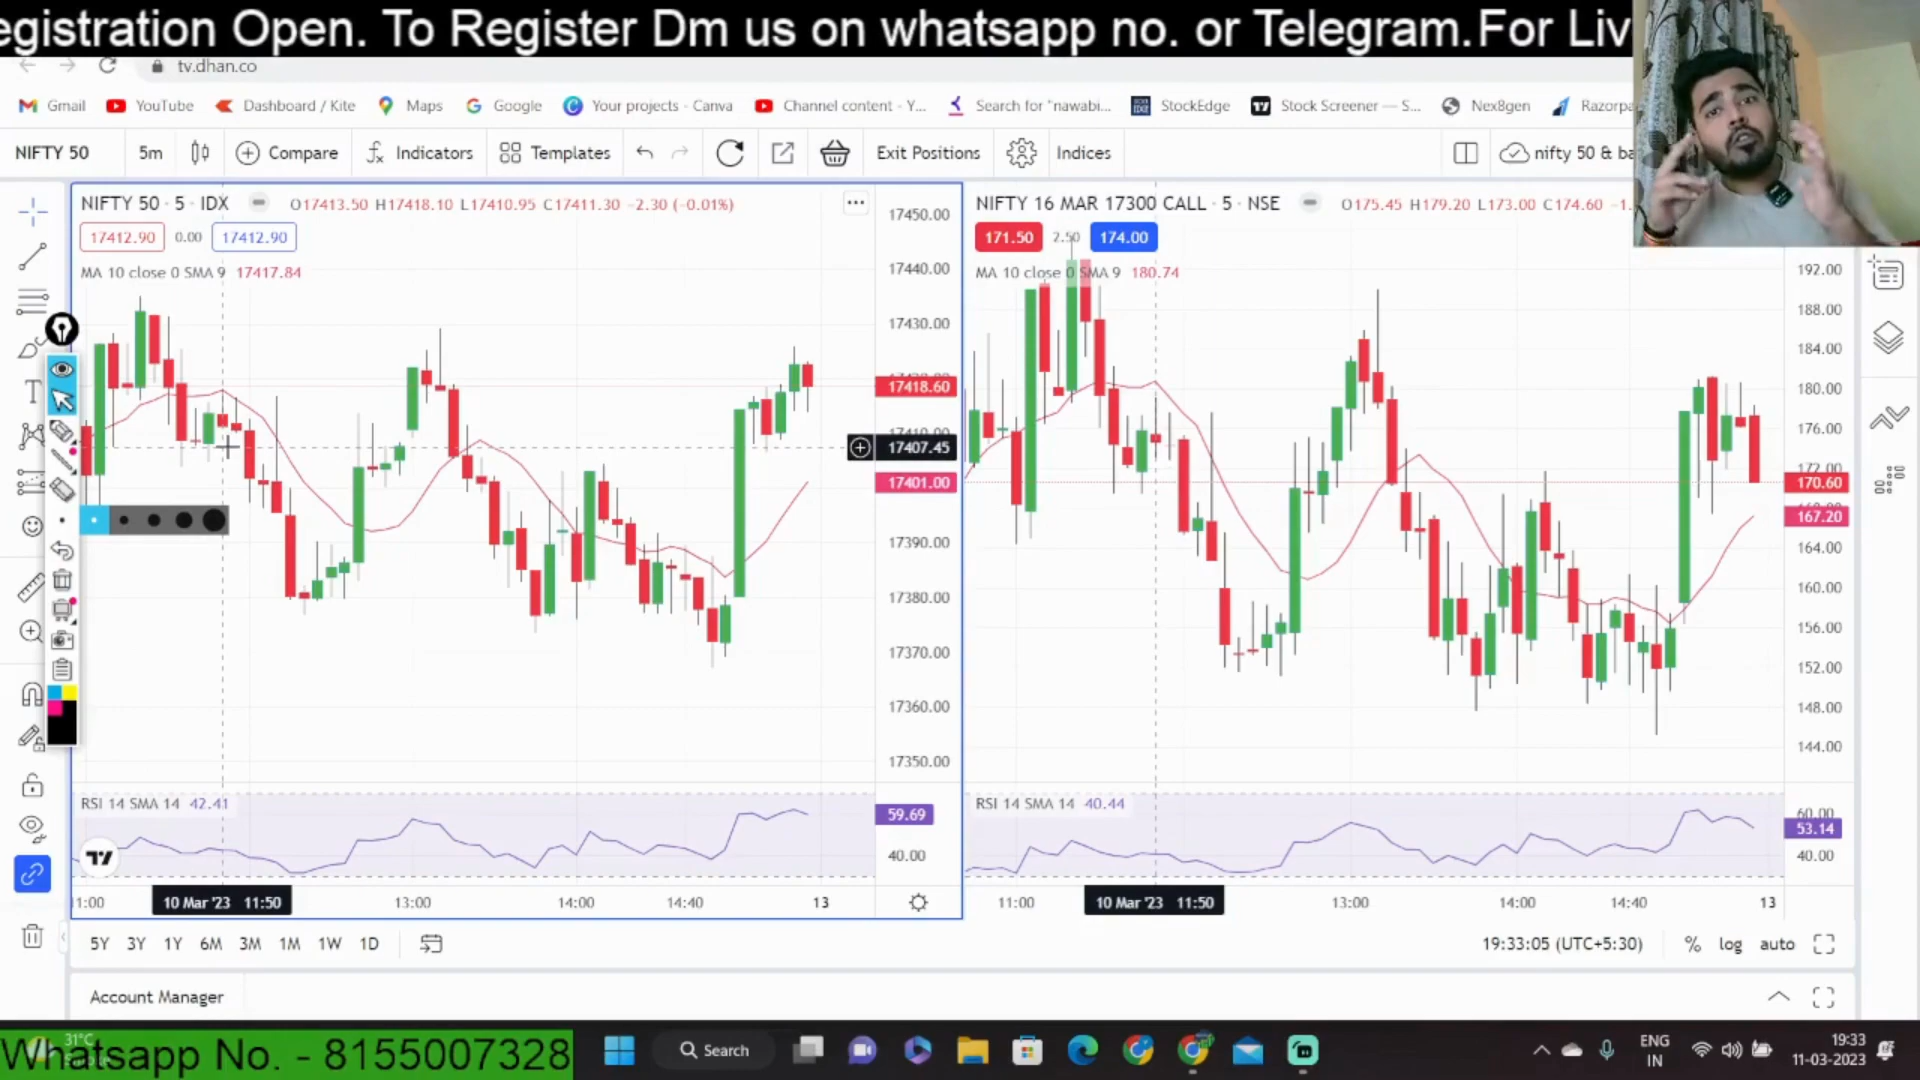 egistration Open. To Register Dm us on whatsapp no. or Telegram.For Liv
tv.dhan.co
Gmail YouTube Dashboard / Kite Maps Google Your projects - Canva Channel content - Y... Search for "nawabi... StockEdge Stock Screener — S... Nex8gen Razorpa
NIFTY 50 5m Compare Indicators Templates Exit Positions Indices nifty 50 & ba
NIFTY 50 · 5 · IDX O17413.50 H17418.10 L17410.95 C17411.30 -2.30 (-0.01%)
17412.90 0.00 17412.90
MA 10 close 0 SMA 9 17417.84
17450.00
17440.00
17430.00
17418.60
17407.45
17401.00
17390.00
17380.00
17370.00
17360.00
17350.00
RSI 14 SMA 14 42.41
59.69
40.00
11:00 10 Mar '23 11:50 13:00 14:00 14:40 13
NIFTY 16 MAR 17300 CALL · 5 · NSE O175.45 H179.20 L173.00 C174.60 -1.
171.50 2.50 174.00
MA 10 close 0 SMA 9 180.74
192.00
188.00
184.00
180.00
176.00
172.00
170.60
167.20
164.00
160.00
156.00
152.00
148.00
144.00
RSI 14 SMA 14 40.44
60.00
53.14
40.00
11:00 10 Mar '23 11:50 13:00 14:00 14:40 13
5Y 3Y 1Y 6M 3M 1M 1W 1D 19:33:05 (UTC+5:30) % log auto
Account Manager
31°C
Whatsapp No. - 8155007328
Search
ENG
IN
19:33
11-03-2023